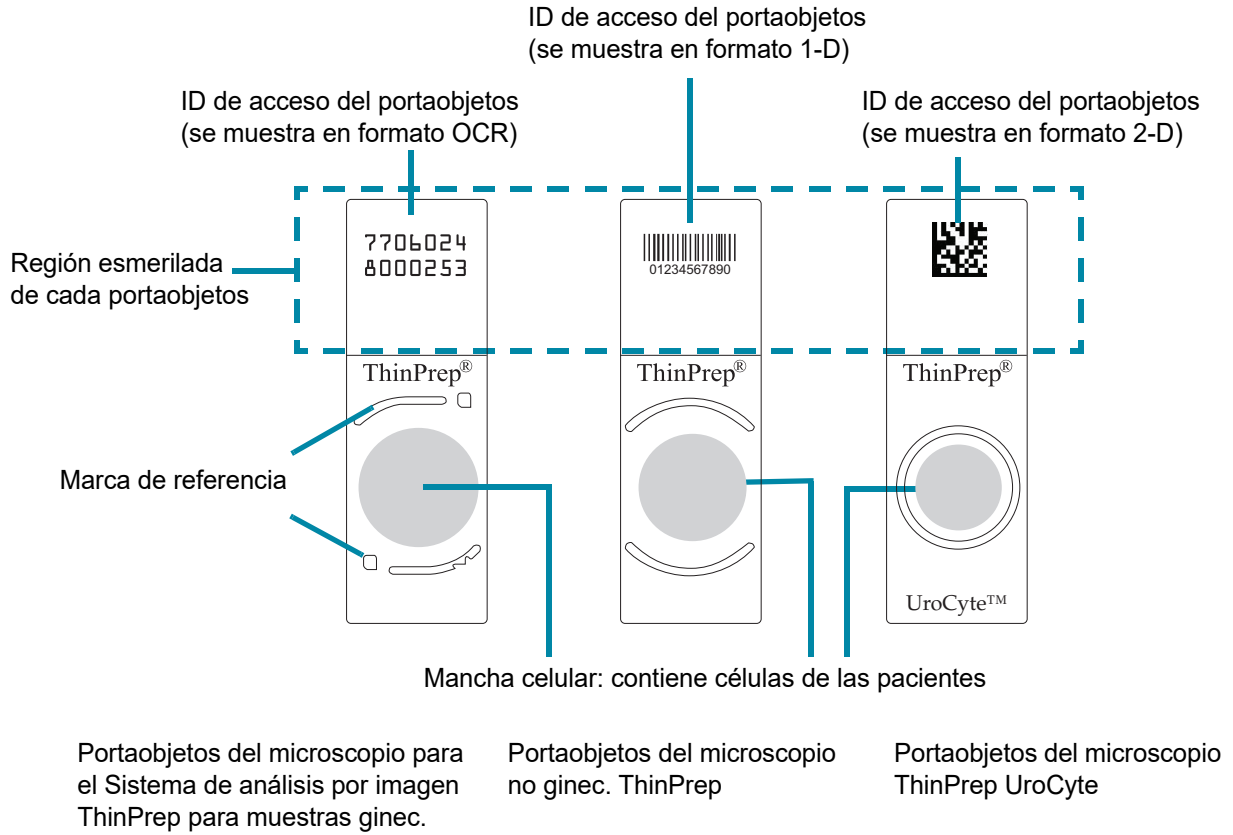 ID de acceso del portaobjetos
(se muestra en formato 1-D)
ID de acceso del portaobjetos
(se muestra en formato OCR)
ID de acceso del portaobjetos
(se muestra en formato 2-D)
Región esmerilada
de cada portaobjetos
7706024
8000253
01234567890
ThinPrep®
ThinPrep®
ThinPrep®
Marca de referencia
UroCyte™
Mancha celular: contiene células de las pacientes
Portaobjetos del microscopio para
el Sistema de análisis por imagen
ThinPrep para muestras ginec.
Portaobjetos del microscopio
no ginec. ThinPrep
Portaobjetos del microscopio
ThinPrep UroCyte